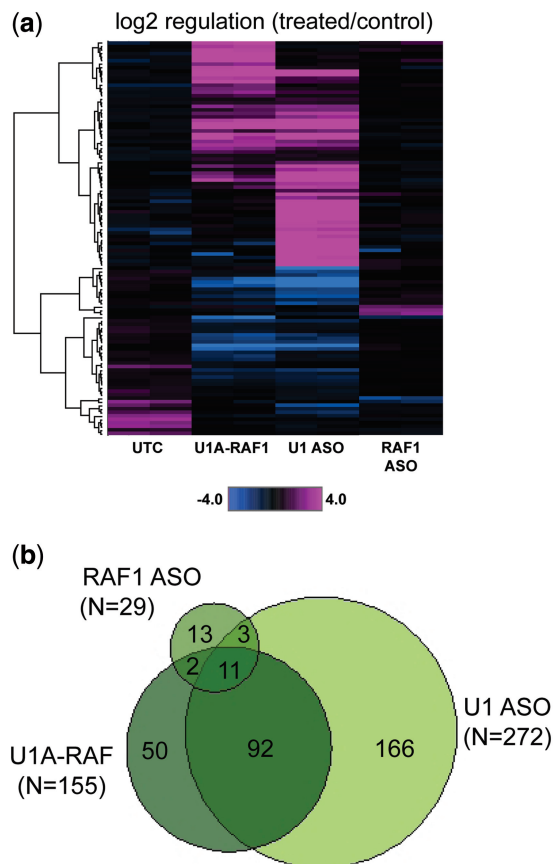 (a) log2 regulation (treated/control)
UTC U1A-RAF1 U1 ASO RAF1
ASO
-4.0 4.0
(b)
RAF1 ASO
(N=29)
13 3
2 11
U1A-RAF
(N=155)
50 92 166
U1 ASO
(N=272)